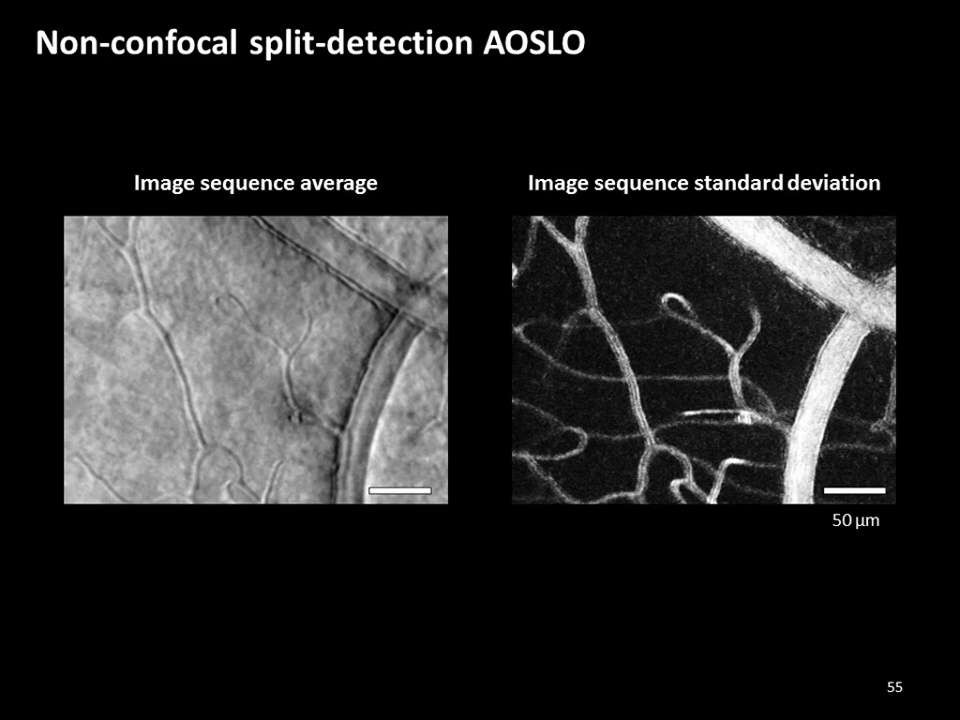 Non-confocal split-detection AOSLO
Image sequence average
Image sequence standard deviation
50 µm
55